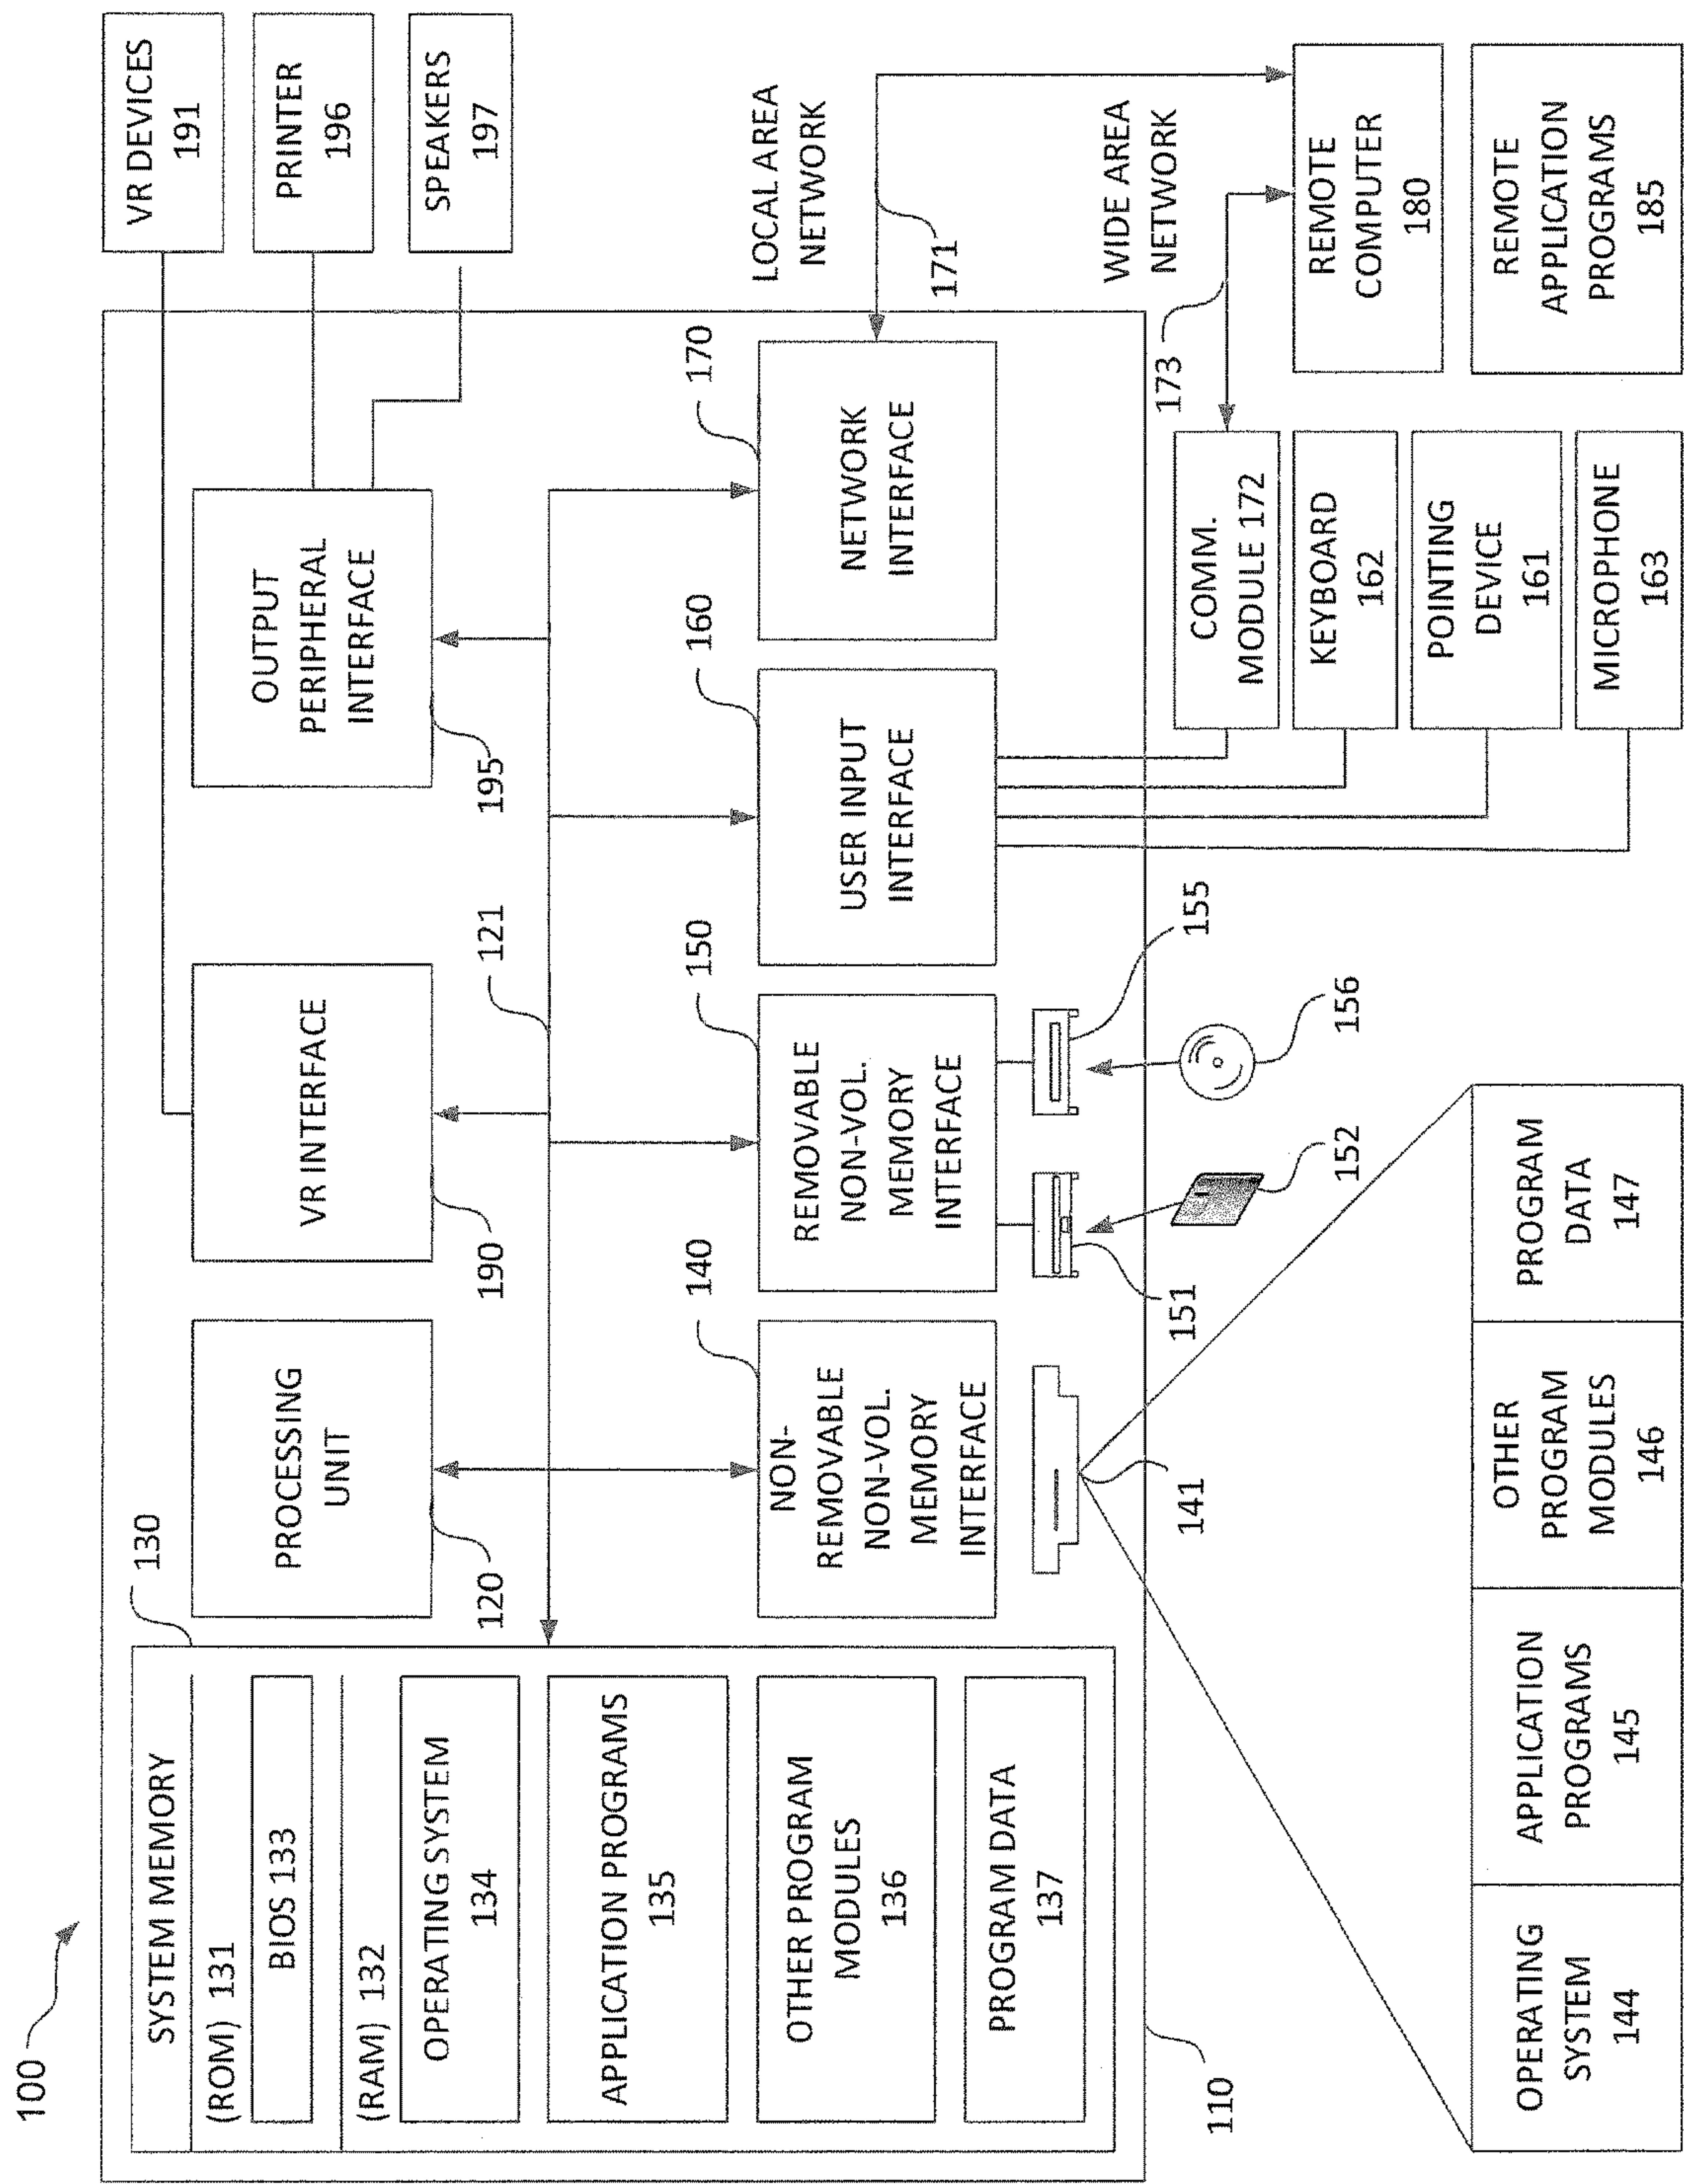 100
SYSTEM MEMORY
130
(ROM) 131
BIOS 133
(RAM) 132
OPERATING SYSTEM
134
APPLICATION PROGRAMS
135
OTHER PROGRAM
MODULES
136
PROGRAM DATA
137
110
PROCESSING
UNIT
120
VR INTERFACE
190
121
OUTPUT
PERIPHERAL
INTERFACE
195
VR DEVICES
191
PRINTER
196
SPEAKERS
197
NON-
REMOVABLE
NON-VOL.
MEMORY
INTERFACE
140
REMOVABLE
NON-VOL.
MEMORY
INTERFACE
150
USER INPUT
INTERFACE
160
NETWORK
INTERFACE
170
LOCAL AREA
NETWORK
171
WIDE AREA
NETWORK
173
141
151
152
155
156
COMM.
MODULE 172
KEYBOARD
162
POINTING
DEVICE
161
MICROPHONE
163
REMOTE
COMPUTER
180
REMOTE
APPLICATION
PROGRAMS
185
OPERATING
SYSTEM
144
APPLICATION
PROGRAMS
145
OTHER
PROGRAM
MODULES
146
PROGRAM
DATA
147